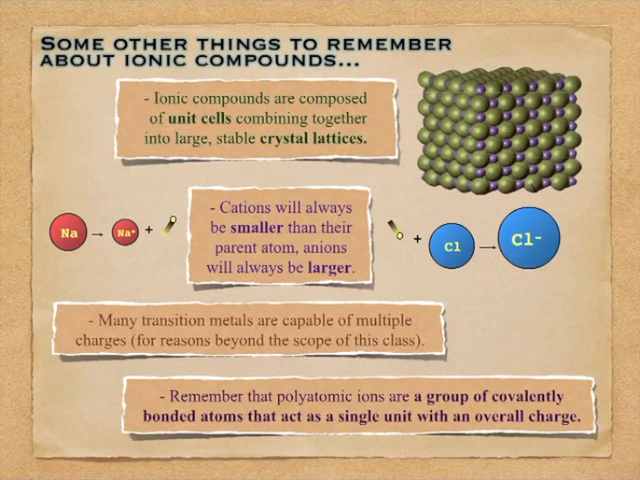 SOME OTHER THINGS TO REMEMBER
ABOUT IONIC COMPOUNDS...
- Ionic compounds are composed
of unit cells combining together
into large, stable crystal lattices.
- Cations will always
be smaller than their
parent atom, anions
will always be larger.
Na → Na+ +
+ Cl → Cl-
- Many transition metals are capable of multiple
charges (for reasons beyond the scope of this class).
- Remember that polyatomic ions are a group of covalently
bonded atoms that act as a single unit with an overall charge.